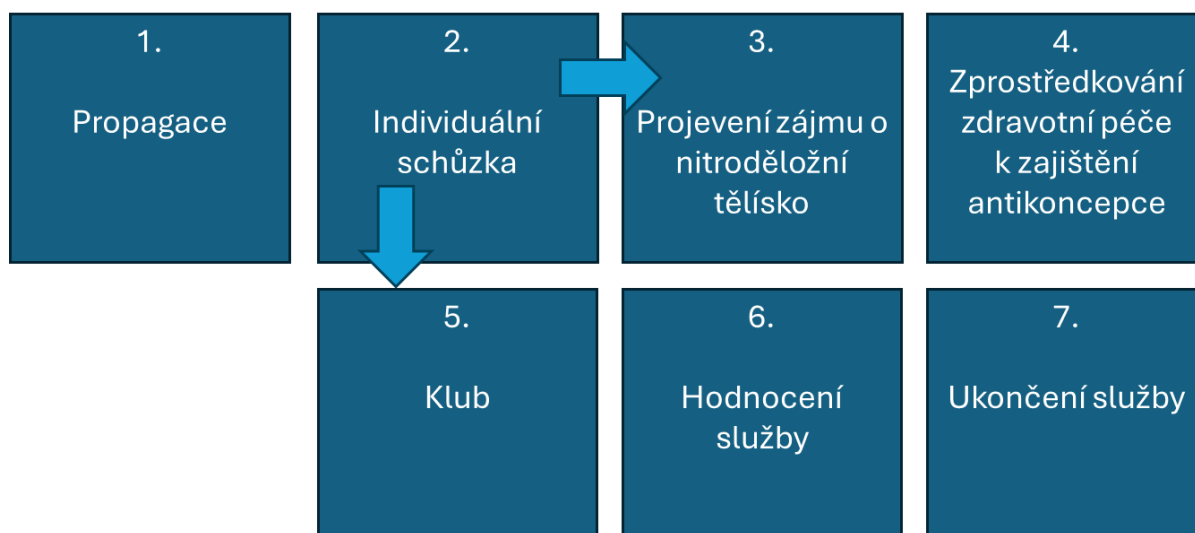 1.
Propagace
2.
Individuální
schůzka
3.
Projevení zájmu o
nitroděložní
tělísko
4.
Zprostředkování
zdravotní péče
k zajištění
antikoncepce
5.
Klub
6.
Hodnocení
služby
7.
Ukončení služby